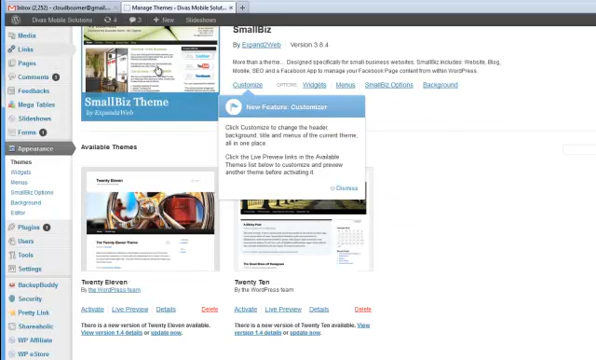 Inbox (2,252) - cloudboomer@gmail....
Manage Themes ‹ Divas Mobile Solut...
Divas Mobile Solutions
4
3
+ New
Slideshows
Media
Links
Pages
Comments
Feedbacks
Mega Tables
Slideshows
Forms
Appearance
Themes
Widgets
Menus
SmallBiz Options
Background
Editor
Plugins
Users
Tools
Settings
BackupBuddy
Security
Pretty Link
Shareaholic
WP Affiliate
WP eStore
SmallBiz Theme
by Expand2Web
SmallBiz
By Expand2Web
Version 3.8.4
More than a theme... Designed specifically for small business websites. SmallBiz includes: Website, Blog,
Mobile, SEO and a Facebook App to manage your Facebook Page content from within WordPress.
Customize
OPTIONS:
Widgets
Menus
SmallBiz Options
Background
New Feature: Customizer
Click Customize to change the header,
background, title and menus of the current theme,
all in one place.
Click the Live Preview links in the Available
Themes list below to customize and preview
another theme before activating it.
Dismiss
Available Themes
Twenty Eleven
Twenty Eleven
By the WordPress team
Activate
Live Preview
Details
Delete
There is a new version of Twenty Eleven available.
View version 1.4 details or update now.
Twenty Ten
By the WordPress team
Activate
Live Preview
Details
Delete
There is a new version of Twenty Ten available. View
version 1.4 details or update now.